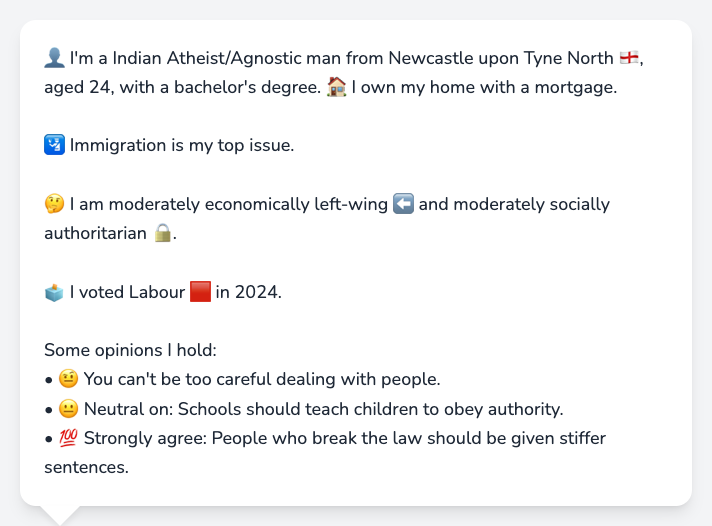 👤 I'm a Indian Atheist/Agnostic man from Newcastle upon Tyne North 🏴󠁧󠁢󠁥󠁮󠁧󠁿,
aged 24, with a bachelor's degree. 🏠 I own my home with a mortgage.
🛂 Immigration is my top issue.
🤔 I am moderately economically left-wing ⬅️ and moderately socially
authoritarian 🔒.
🗳️ I voted Labour 🟥 in 2024.
Some opinions I hold:
• 🤨 You can't be too careful dealing with people.
• 😐 Neutral on: Schools should teach children to obey authority.
• 💯 Strongly agree: People who break the law should be given stiffer
sentences.